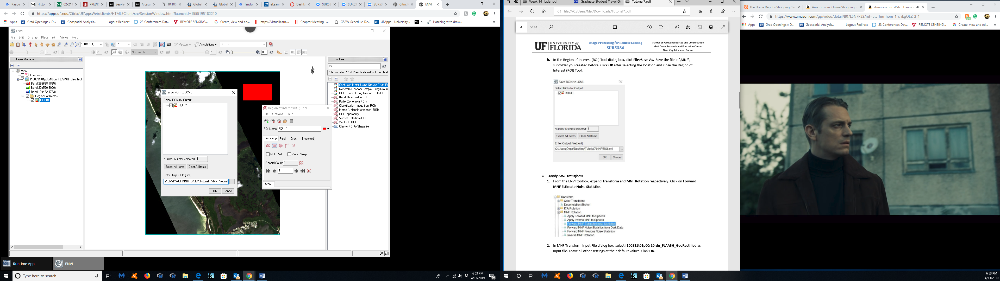 Raabe
Histori
02-211
PREDI
Sea-le
A casu
10.100
Global
Global
landsc
eLearn
Dashb
SUR53
SUR53
SUR53
Citrix R
ENVI
https://apps.ufl.edu/Citrix/UFAppsWeb/clients/HTML5Client/src/SessionWindow.html?launchid=1555195182210
Apps
Grad Openings » D...
Geospatial Analysis...
Logout Redirect
23 Conferences Dat...
REMOTE SENSING...
Create, view and ed...
https://virtuallearn...
Chapter Meeting –...
GSAW-Schedule-De...
UFApps - University...
a
Hatching with draw...
ENVI
File Edit Display Placemarks Views Help
100% (1:1)
0°
Vectors
Annotations
Go To
50
20
No stretch
10
0
Layer Manager
View
Overview
f100831t01p00r10rdn_FLAASH_GeoRecti
Band 29 (638.1865)
Band 20 (550.3000)
Band 12 (472.4773)
Regions of Interest
ROI #1
N
Save ROIs to .XML
Select ROIs for Output
ROI #1
Number of items selected: 1
Select All Items
Clear All Items
Enter Output File [.xml]
:a\ENVI\WORKING_DATA\Tutorial_7\MNF\roi.xml
...
OK
Cancel
Region of Interest (ROI) Tool
File Options Help
ROI Name: ROI #1
Geometry Pixel Grow Threshold
Multi Part
Vertex Snap
Record Count 1
1
Area
Toolbox
roi
/Classification/Post Classification/Confusion Mat
Confusion Matrix Using Ground Truth R
Generate Random Sample Using Groun
ROC Curves Using Ground Truth ROIs
Band Threshold to ROI
Buffer Zone from ROIs
Classification Image from ROIs
Merge (Union/Intersection) ROIs
ROI Separability
Subset Data from ROIs
Vector to ROI
Classic ROI to Shapefile
Runtime App
ENVI
Type here to search
6:53 PM
4/13/2019
16
Week 14 _Lidar.pdf
Graduate Student Travel Gr
Tutorial7.pdf
file:///C:/Users/Mel/Downloads/Tutorial7.pdf
4 of 14
UF UNIVERSITY of FLORIDA
Image Processing for Remote Sensing
SUR5386
School of Forest Resources and Conservation
Gulf Coast Research and Education Center
Plant City Education Center
h. In the Region of Interest (ROI) Tool dialog box, click File>Save As. Save the file in \MNF\
subfolder you created before. Click OK after selecting the location and close the Region of
Interest (ROI) Tool.
Save ROIs to .XML
Select ROIs for Output
ROI #1
Number of items selected: 1
Select All Items
Clear All Items
Enter Output File [.xml]
C:\Users\Omer\Desktop\Tutorial7\MNF\ROI.xml
...
OK
Cancel
II. Apply MNF transform
1. From the ENVI toolbox, expand Transform and MNF Rotation respectively. Click on Forward
MNF Estimate Noise Statistics.
Transform
Color Transforms
Decorrelation Stretch
ICA Rotation
MNF Rotation
Apply Forward MNF to Spectra
Apply Inverse MNF to Spectra
Forward MNF Estimate Noise Statistics
Forward MNF Noise Statistics from Dark Data
Forward MNF Previous Noise Statistics
Inverse MNF Rotation
2. In MNF Transform Input File dialog box, select f100831t01p00r10rdn_FLAASH_GeoRectified as
input file. Leave all other settings at their default values. Click OK.
The Home Depot - Shopping Ca
Amazon.com: Online Shopping f
Amazon.com: Watch Hanna
https://www.amazon.com/gp/video/detail/B07L5N7P32/ref=atv_hm_hom_1_c_iEgOEZ_2_1
24
Apps
Grad Openings » D...
Geospatial Analysis...
Logout Redirect
23 Conferences Dat...
REMOTE SENSING...
Create, view and ed...
6:53 PM
4/13/2019